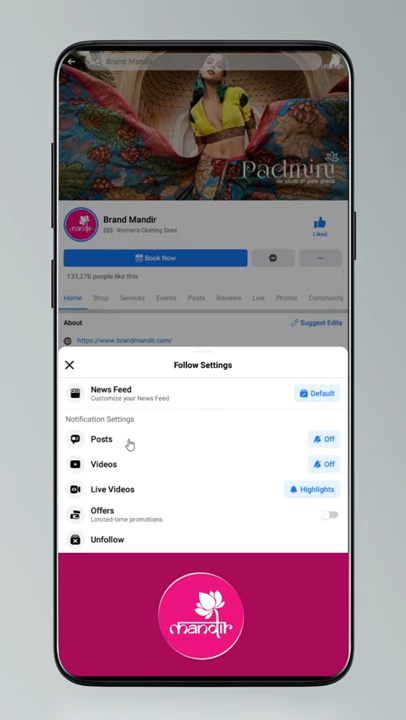 Brand Mandir
Padmini
Brand Mandir
$$$ · Women's Clothing Store
Liked
Book Now
133,278 people like this
Home Shop Services Events Posts Reviews Live Photos Community
About
Suggest Edits
https://www.brandmandir.com/
Follow Settings
News Feed
Customize your News Feed
Default
Notification Settings
Posts
Off
Videos
Off
Live Videos
Highlights
Offers
Limited-time promotions
Unfollow
mandir